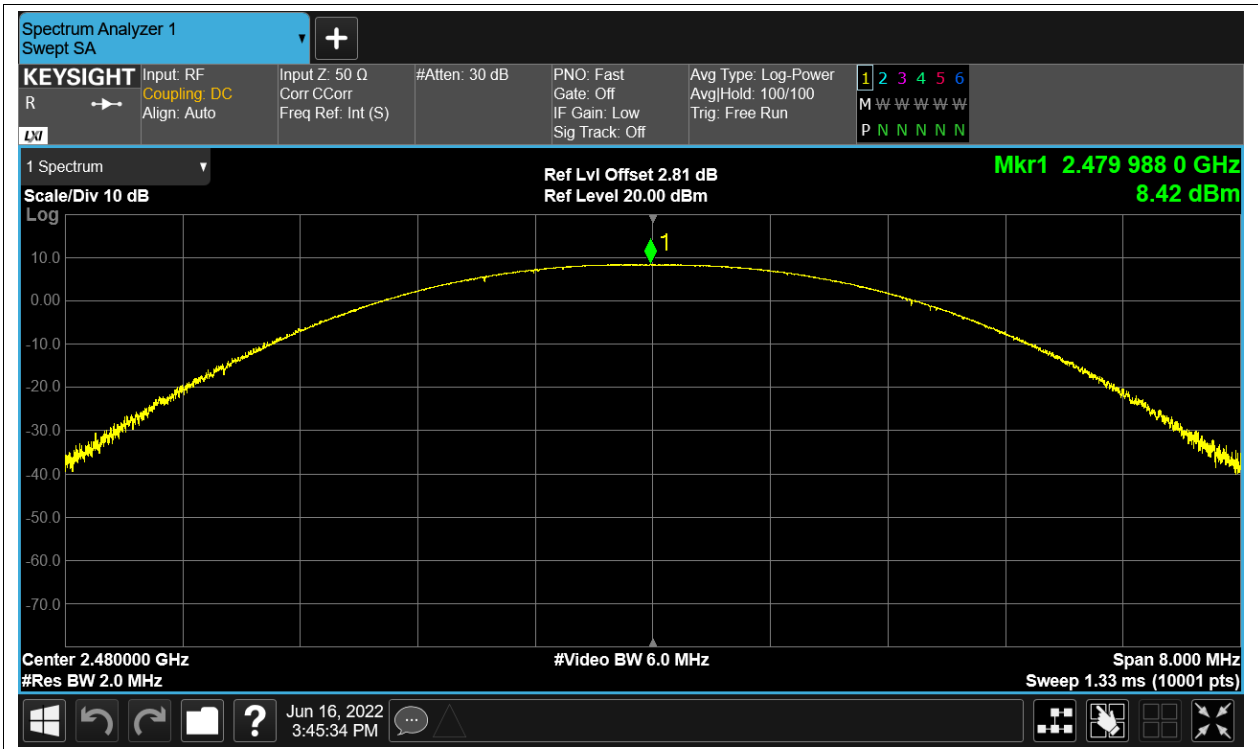 Spectrum Analyzer 1
Swept SA
KEYSIGHT
R
LXI
Input: RF
Coupling: DC
Align: Auto
Input Z: 50 Ω
Corr CCorr
Freq Ref: Int (S)
#Atten: 30 dB
PNO: Fast
Gate: Off
IF Gain: Low
Sig Track: Off
Avg Type: Log-Power
Avg|Hold: 100/100
Trig: Free Run
1 2 3 4 5 6
M W W W W W
P N N N N N
1 Spectrum
Scale/Div 10 dB
Log
Ref Lvl Offset 2.81 dB
Ref Level 20.00 dBm
Mkr1 2.479 988 0 GHz
8.42 dBm
1
10.0
0.00
-10.0
-20.0
-30.0
-40.0
-50.0
-60.0
-70.0
Center 2.480000 GHz
#Res BW 2.0 MHz
#Video BW 6.0 MHz
Span 8.000 MHz
Sweep 1.33 ms (10001 pts)
?
Jun 16, 2022
3:45:34 PM